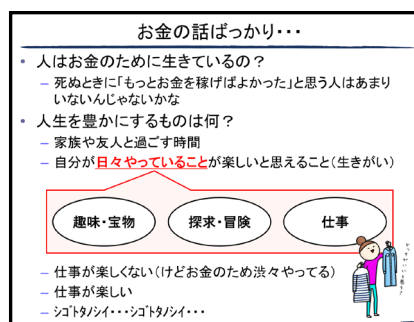 お金の話ばっかり・・・
• 人はお金のために生きているの？
– 死ぬときに「もっとお金を稼げばよかった」と思う人はあまり
いないんじゃないかな
• 人生を豊かにするものは何？
– 家族や友人と過ごす時間
– 自分が日々やっていることが楽しいと思えること（生きがい）
趣味・宝物
探求・冒険
仕事
– 仕事が楽しくない（けどお金のため渋々やってる）
– 仕事が楽しい
– ｼｺﾞﾄﾀﾉｼｲ・・・ｼｺﾞﾄﾀﾉｼｲ・・・